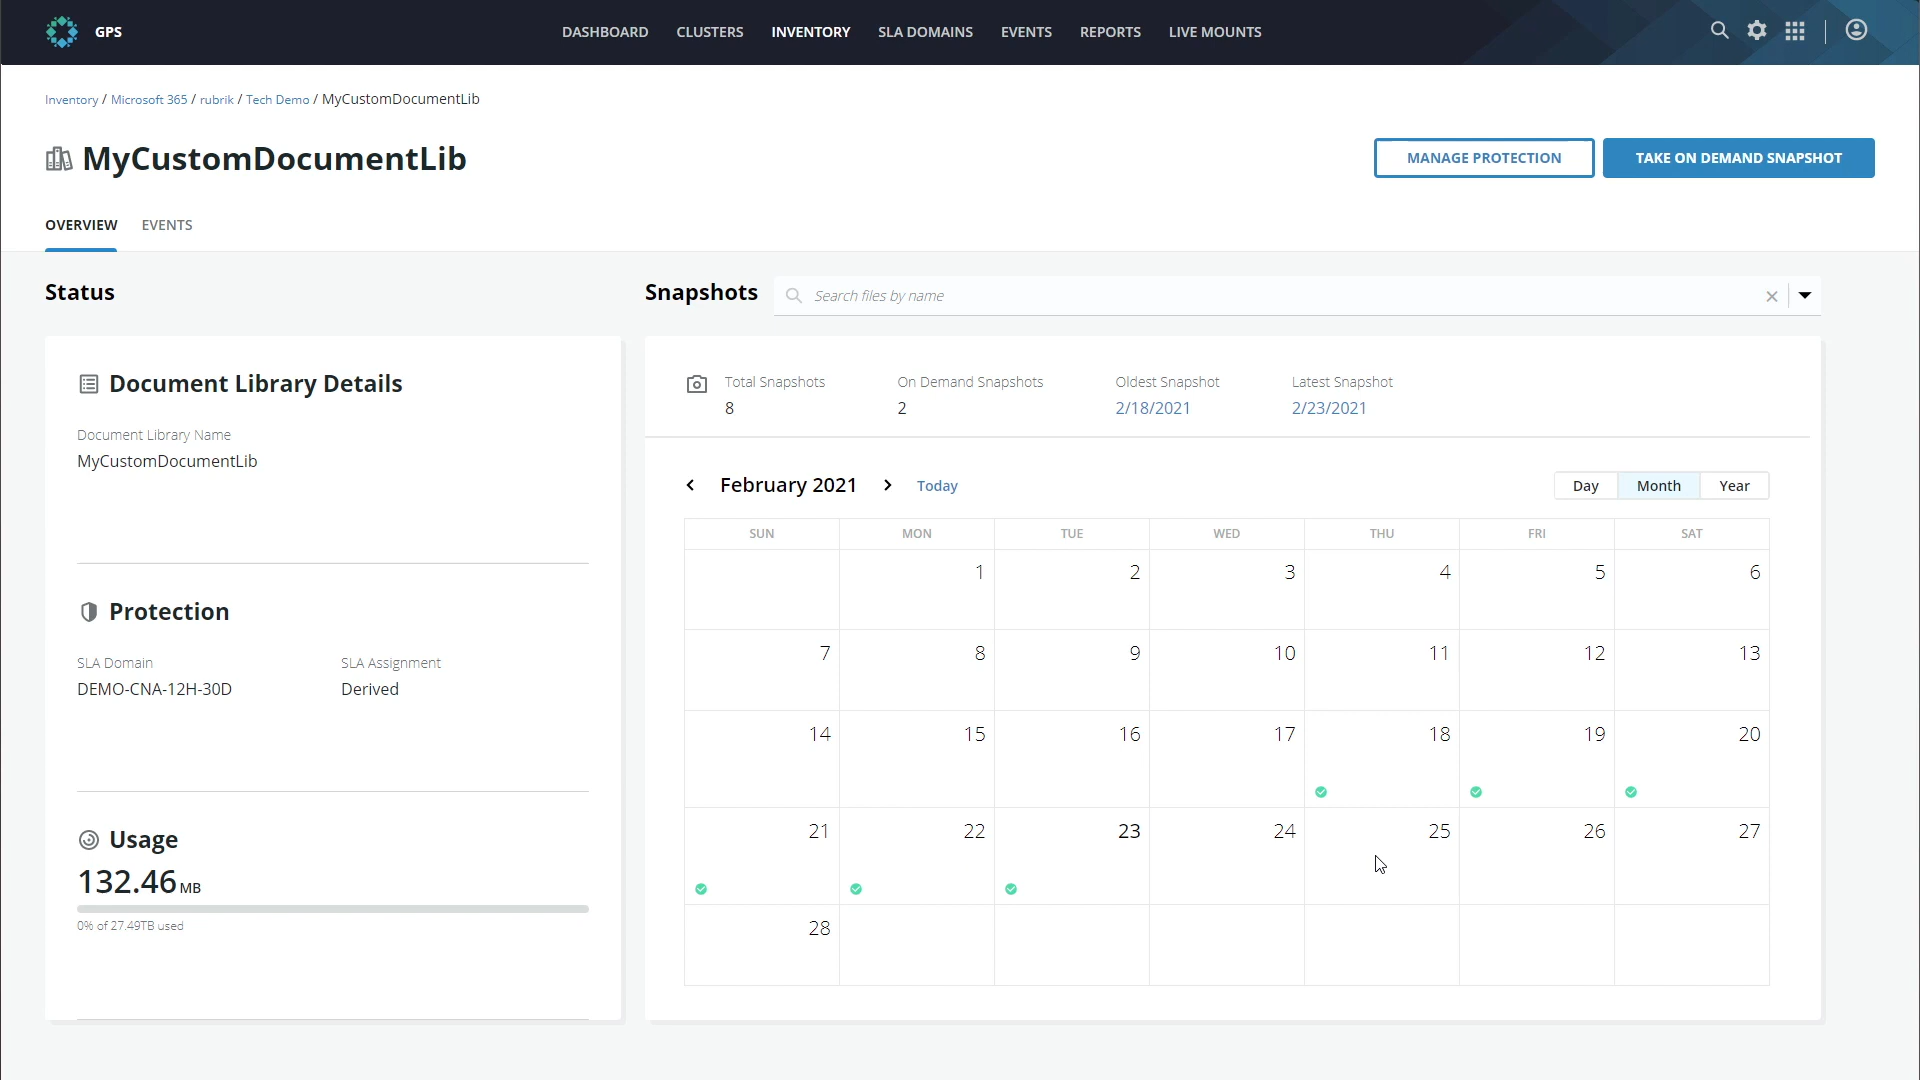 GPS
DASHBOARD CLUSTERS INVENTORY SLA DOMAINS EVENTS REPORTS LIVE MOUNTS
Inventory / Microsoft 365 / rubrik / Tech Demo / MyCustomDocumentLib
MyCustomDocumentLib
MANAGE PROTECTION
TAKE ON DEMAND SNAPSHOT
OVERVIEW EVENTS
Status
Document Library Details
Document Library Name
MyCustomDocumentLib
Protection
SLA Domain SLA Assignment
DEMO-CNA-12H-30D Derived
Usage
132.46 MB
0% of 27.49TB used
Snapshots
Search files by name
Total Snapshots On Demand Snapshots Oldest Snapshot Latest Snapshot
8 2 2/18/2021 2/23/2021
February 2021 Today
Day Month Year
SUN MON TUE WED THU FRI SAT
1 2 3 4 5 6
7 8 9 10 11 12 13
14 15 16 17 18 19 20
21 22 23 24 25 26 27
28